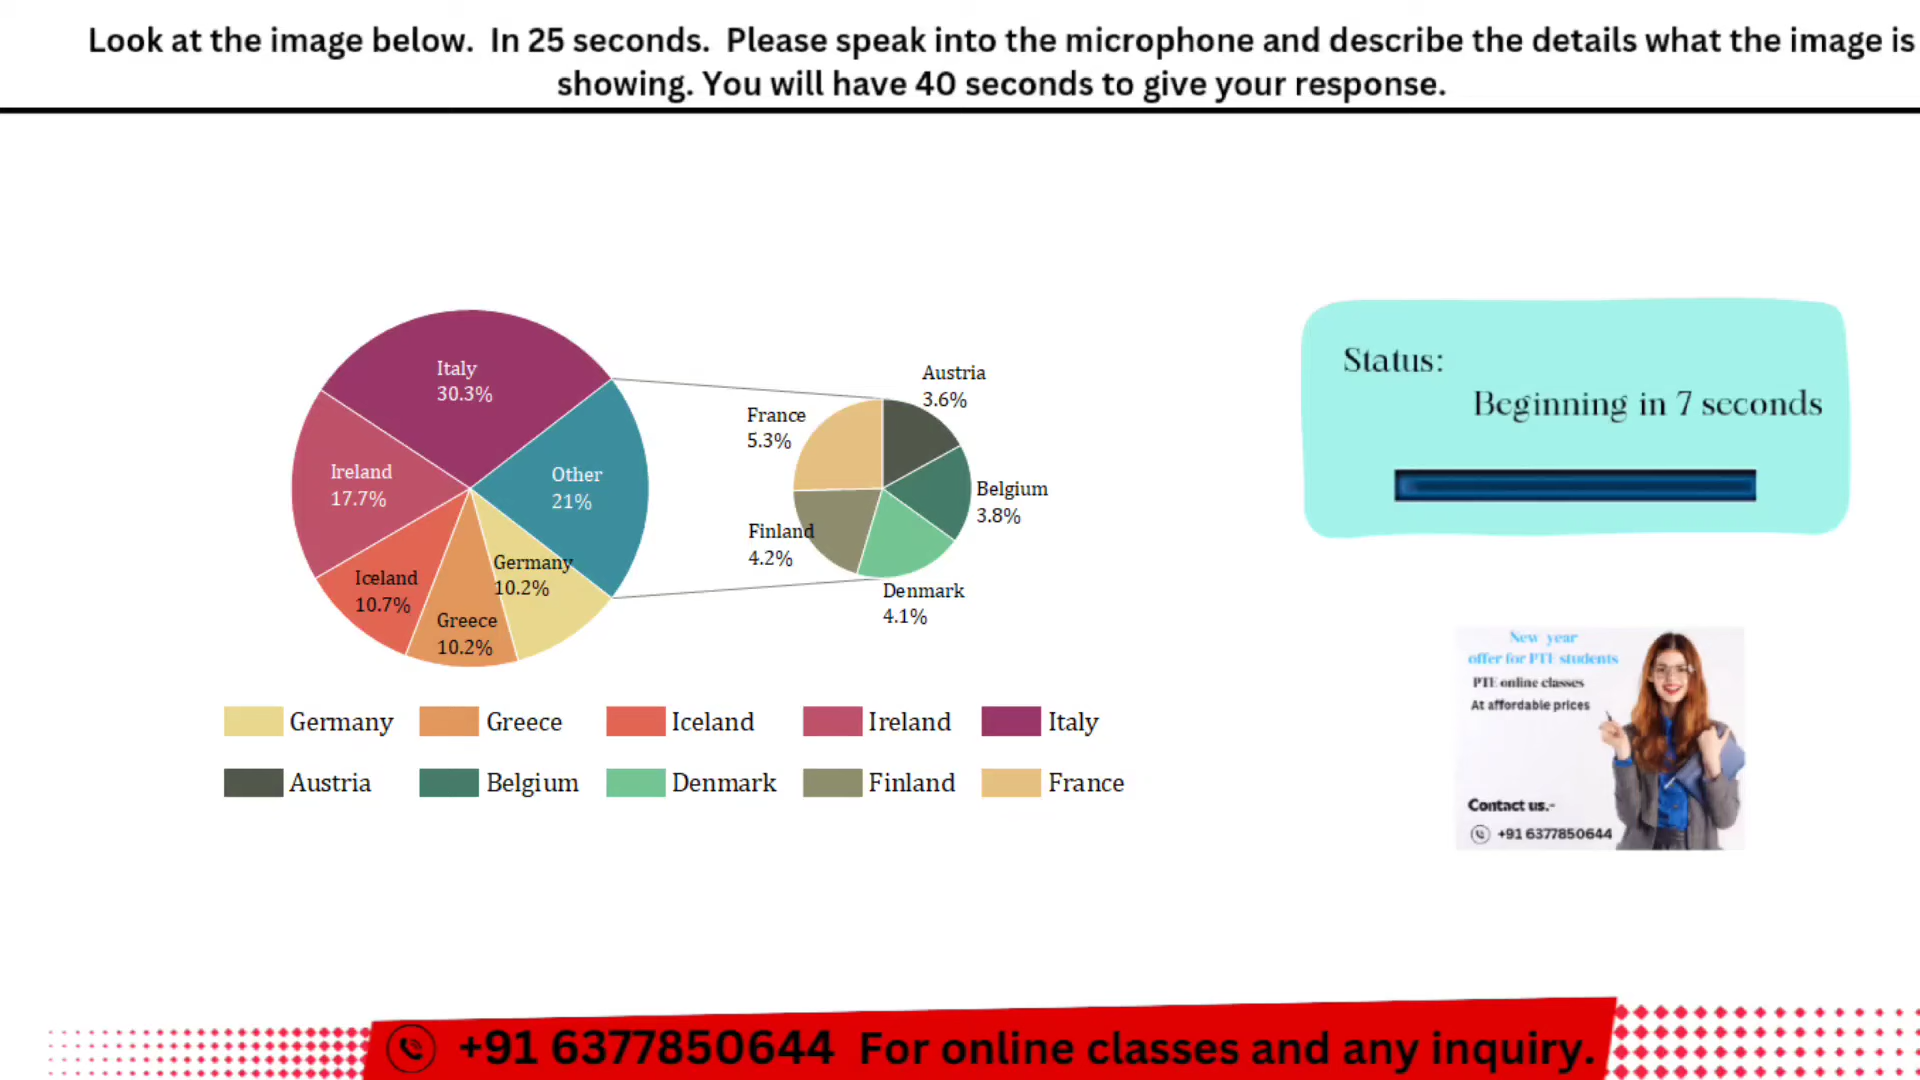 Look at the image below. In 25 seconds. Please speak into the microphone and describe the details what the image is
showing. You will have 40 seconds to give your response.
Italy
30.3%
Ireland
17.7%
Other
21%
Iceland
10.7%
Greece
10.2%
Germany
10.2%
Austria
3.6%
France
5.3%
Belgium
3.8%
Finland
4.2%
Denmark
4.1%
Germany Greece Iceland Ireland Italy
Austria Belgium Denmark Finland France
Status:
Beginning in 7 seconds
New year
offer for PTE students
PTE online classes
At affordable prices
Contact us.-
+91 6377850644
+91 6377850644 For online classes and any inquiry.